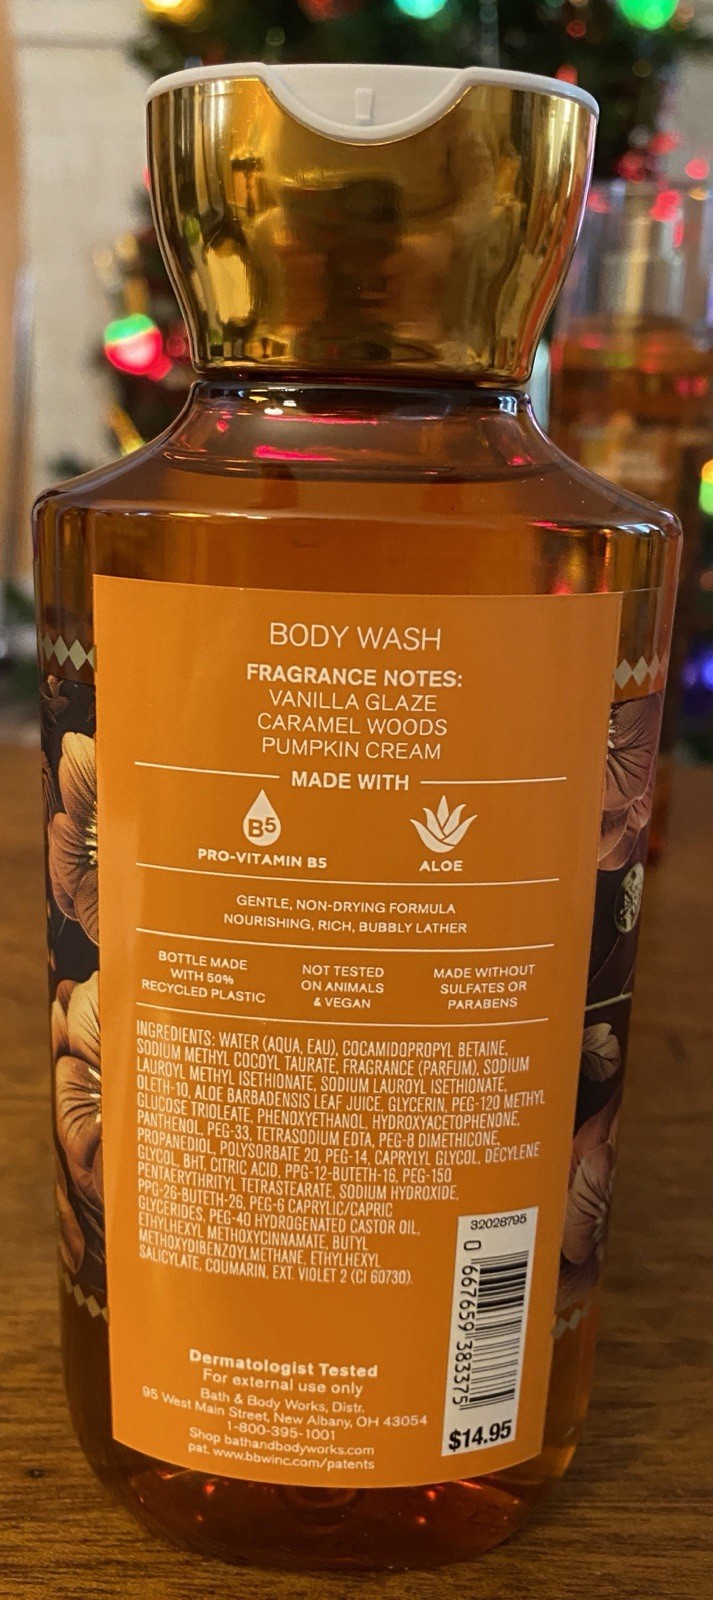 BODY WASH
FRAGRANCE NOTES:
VANILLA GLAZE
CARAMEL WOODS
PUMPKIN CREAM
MADE WITH
B5
PRO-VITAMIN B5
ALOE
GENTLE, NON-DRYING FORMULA
NOURISHING, RICH, BUBBLY LATHER
BOTTLE MADE
WITH 50%
RECYCLED PLASTIC
NOT TESTED
ON ANIMALS
& VEGAN
MADE WITHOUT
SULFATES OR
PARABENS
INGREDIENTS: WATER (AQUA, EAU), COCAMIDOPROPYL BETAINE,
SODIUM METHYL COCOYL TAURATE, FRAGRANCE (PARFUM), SODIUM
LAUROYL METHYL ISETHIONATE, SODIUM LAUROYL ISETHIONATE,
OLETH-10, ALOE BARBADENSIS LEAF JUICE, GLYCERIN, PEG-120 METHYL
GLUCOSE TRIOLEATE, PHENOXYETHANOL, HYDROXYACETOPHENONE,
PANTHENOL, PEG-33, TETRASODIUM EDTA, PEG-8 DIMETHICONE,
PROPANEDIOL, POLYSORBATE 20, PEG-14, CAPRYLYL GLYCOL, DECYLENE
GLYCOL, BHT, CITRIC ACID, PPG-12-BUTETH-16, PEG-150
PENTAERYTHRITYL TETRASTEARATE, SODIUM HYDROXIDE,
PPG-26-BUTETH-26, PEG-6 CAPRYLIC/CAPRIC
GLYCERIDES, PEG-40 HYDROGENATED CASTOR OIL,
ETHYLHEXYL METHOXYCINNAMATE, BUTYL
METHOXYDIBENZOYLMETHANE, ETHYLHEXYL
SALICYLATE, COUMARIN, EXT. VIOLET 2 (CI 60730).
32028795
0 667659 383375
$14.95
Dermatologist Tested
For external use only
Bath & Body Works, Distr.
95 West Main Street, New Albany, OH 43054
1-800-395-1001
Shop bathandbodyworks.com
pat. www.bbwinc.com/patents